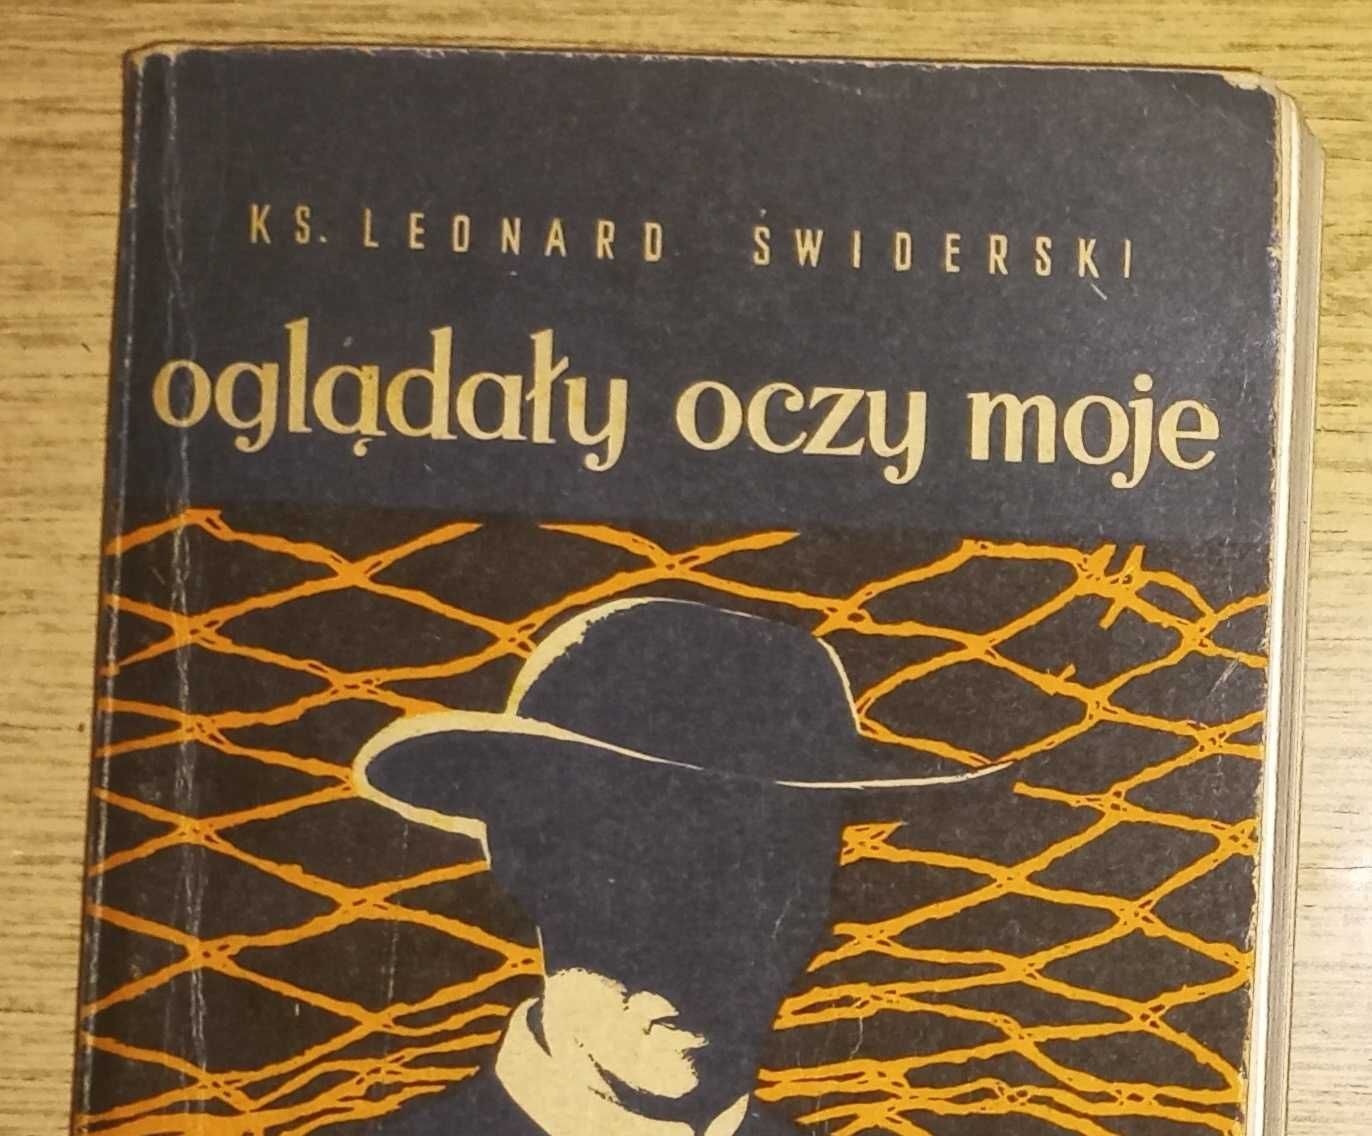 KS. LEONARD ŚWIDERSKI
oglądały oczy moje